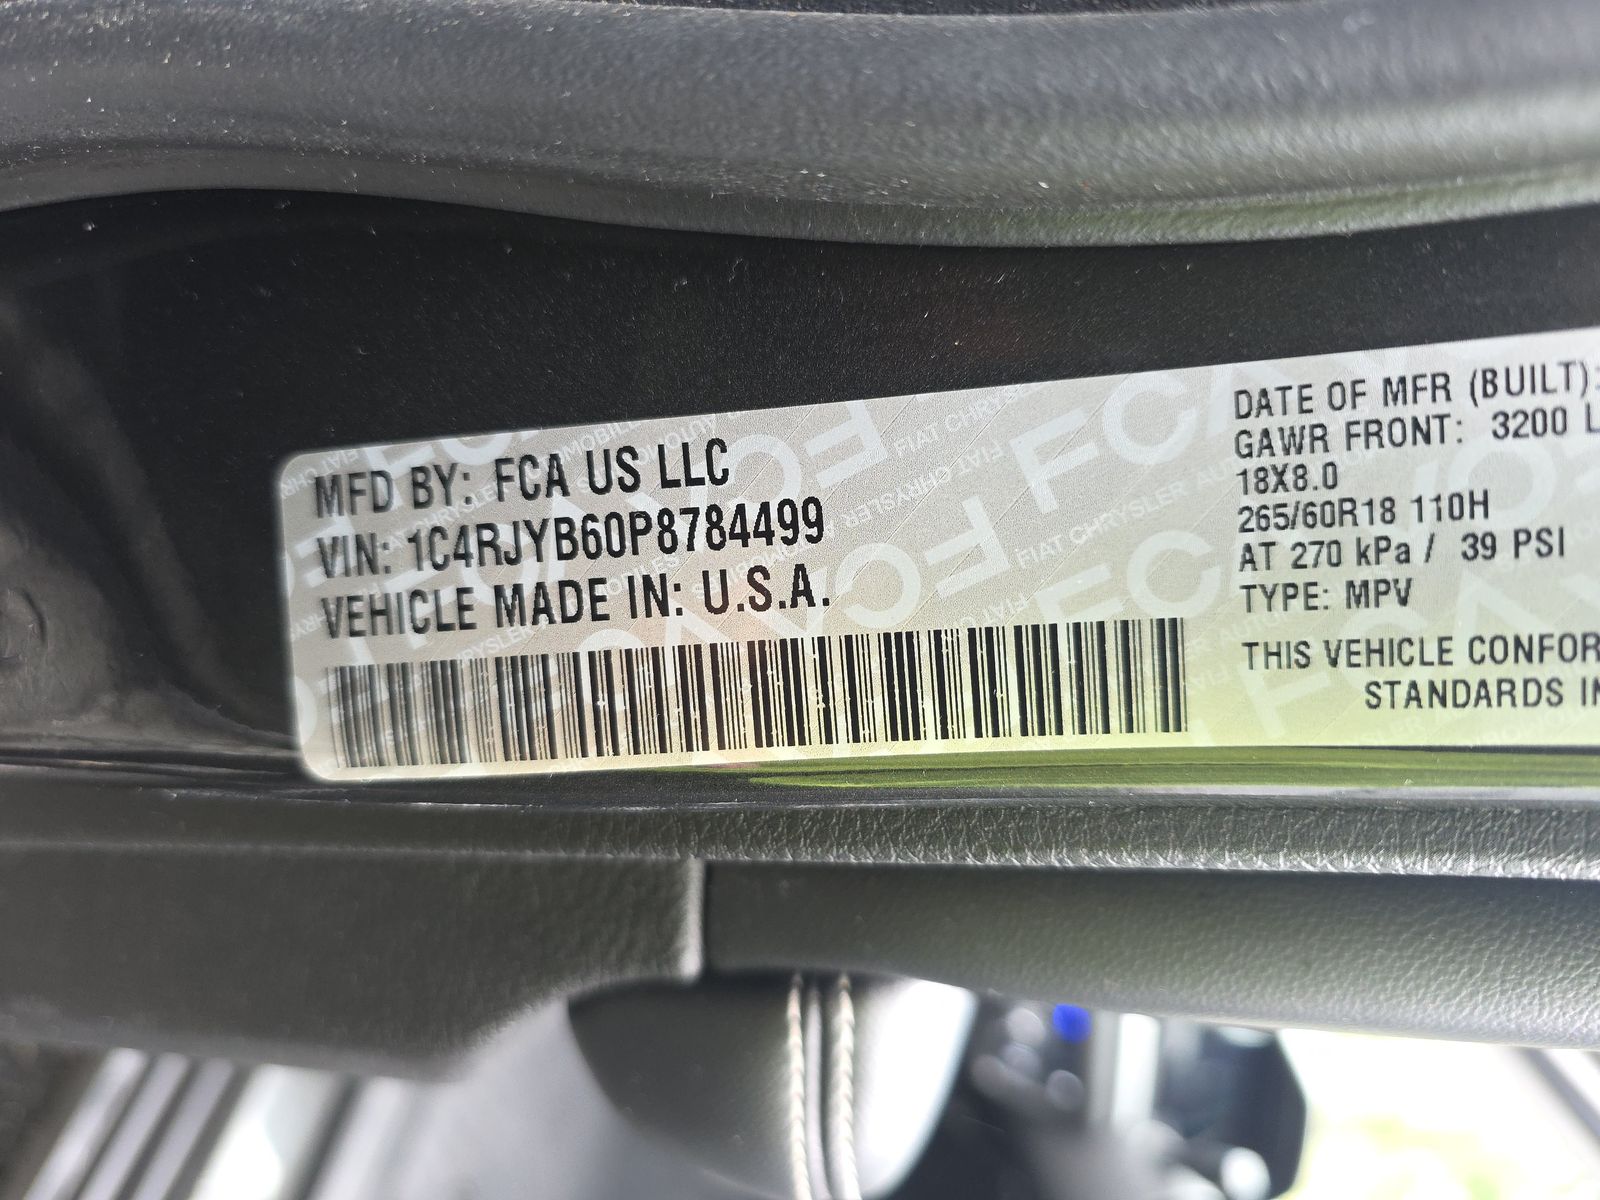 MFD BY: FCA US LLC
VIN: 1C4RJYB60P8784499
VEHICLE MADE IN: U.S.A.
DATE OF MFR (BUILT):
GAWR FRONT: 3200 L
18X8.0
265/60R18 110H
AT 270 kPa / 39 PSI
TYPE: MPV
THIS VEHICLE CONFOR
STANDARDS IN